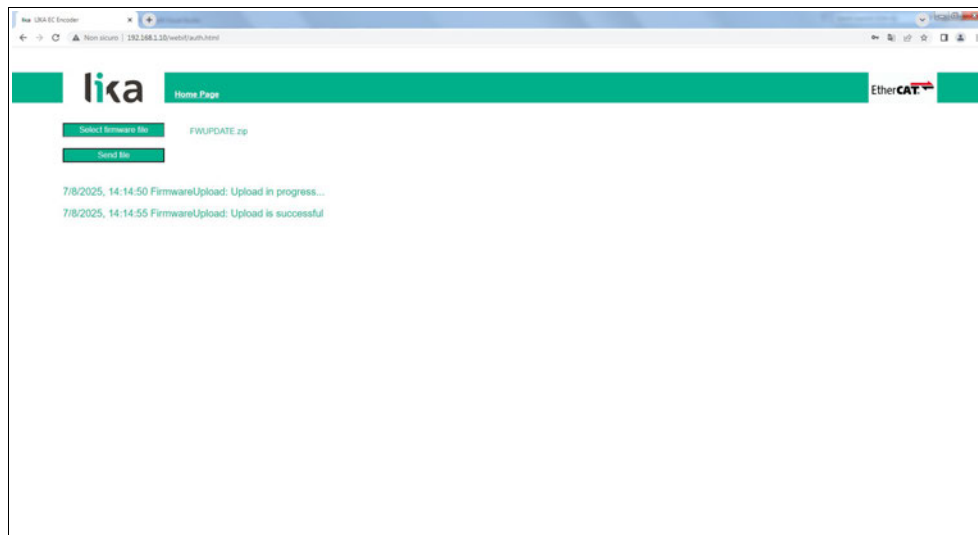 lika LIKA EC Encoder
Non sicuro | 192.168.1.10/webif/auth.html
lika
Home Page
EtherCAT.
Select firmware file
FWUPDATE.zip
Send file
7/8/2025, 14:14:50 FirmwareUpload: Upload in progress...
7/8/2025, 14:14:55 FirmwareUpload: Upload is successful